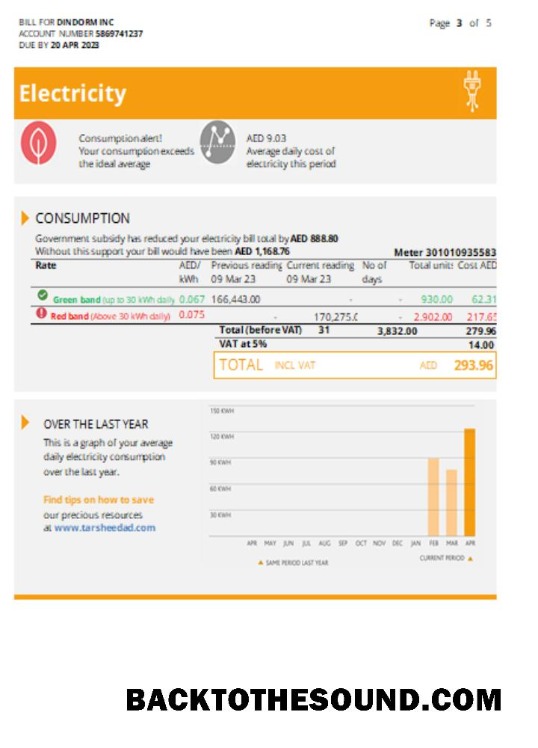 BILL FOR DINDORM INC
Page 3 of 5
ACCOUNT NUMBER 5869741237
DUE BY 20 APR 2023
Electricity
Consumption alert!
Your consumption exceeds
the ideal average
AED 9.03
Average daily cost of
electricity this period
CONSUMPTION
Government subsidy has reduced your electricity bill total by AED 888.80
Without this support your bill would have been AED 1,168.76
Meter 301010935583
Rate AED/ Previous reading Current reading No of Total units Cost AED
kWh 09 Mar 23 09 Mar 23 days
Green band (up to 30 kWh daily 0.067 166,443.00 - - 930.00 62.31
Red band (Above 30 kWh daily) 0.075 - 170,275.0 - 2.902.00 217.65
Total (before VAT) 31 3,832.00 279.96
VAT at 5% 14.00
TOTAL INCL VAT AED 293.96
OVER THE LAST YEAR
This is a graph of your average
daily electricity consumption
over the last year.
Find tips on how to save
our precious resources
at www.tarsheedad.com
150 KWH
120 KWH
90 KWH
60 KWH
30 KWH
APR MAY JUN JUL AUG SEP OCT NOV DEC JAN FEB MAR APR
SAME PERIOD LAST YEAR
CURRENT PERIOD
BACKTOTHESOUND.COM